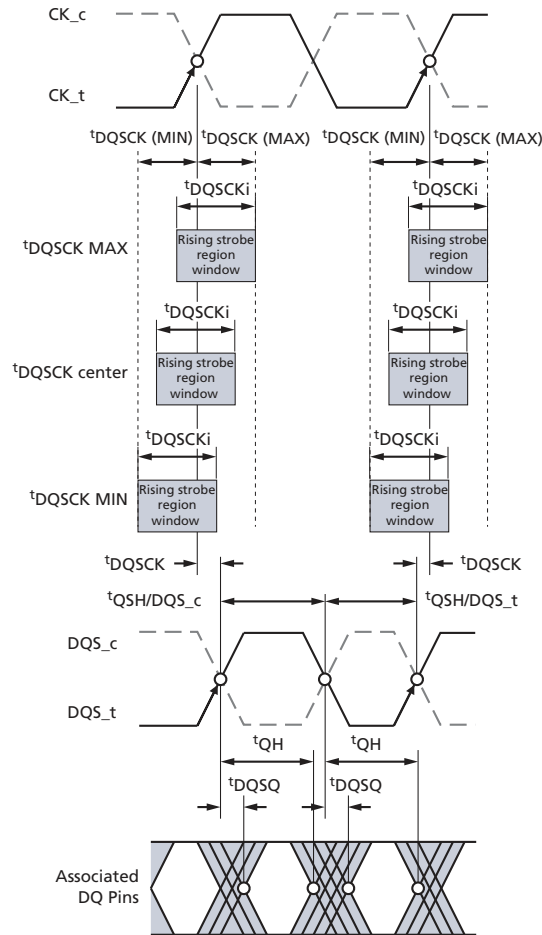 CK_c
CK_t
tDQSCK (MIN) tDQSCK (MAX) tDQSCK (MIN) tDQSCK (MAX)
tDQSCKi tDQSCKi
tDQSCK MAX
Rising strobe region window
Rising strobe region window
tDQSCKi tDQSCKi
tDQSCK center
Rising strobe region window
Rising strobe region window
tDQSCKi tDQSCKi
tDQSCK MIN
Rising strobe region window
Rising strobe region window
tDQSCK tDQSCK
tQSH/DQS_c tQSH/DQS_t
DQS_c
DQS_t
tQH tQH
tDQSQ tDQSQ
Associated
DQ Pins